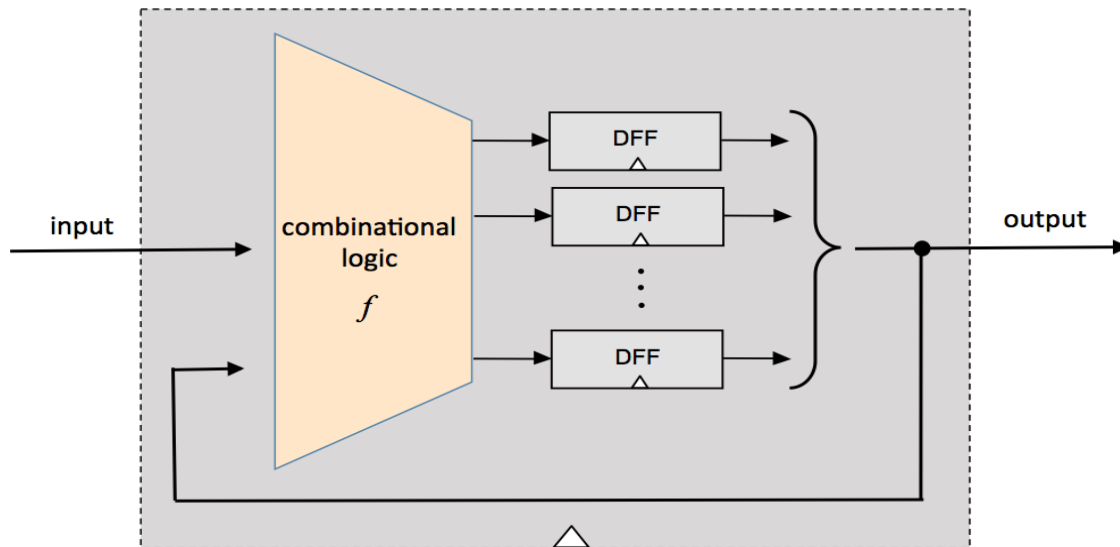 input
combinational
logic
f
DFF
DFF
DFF
output